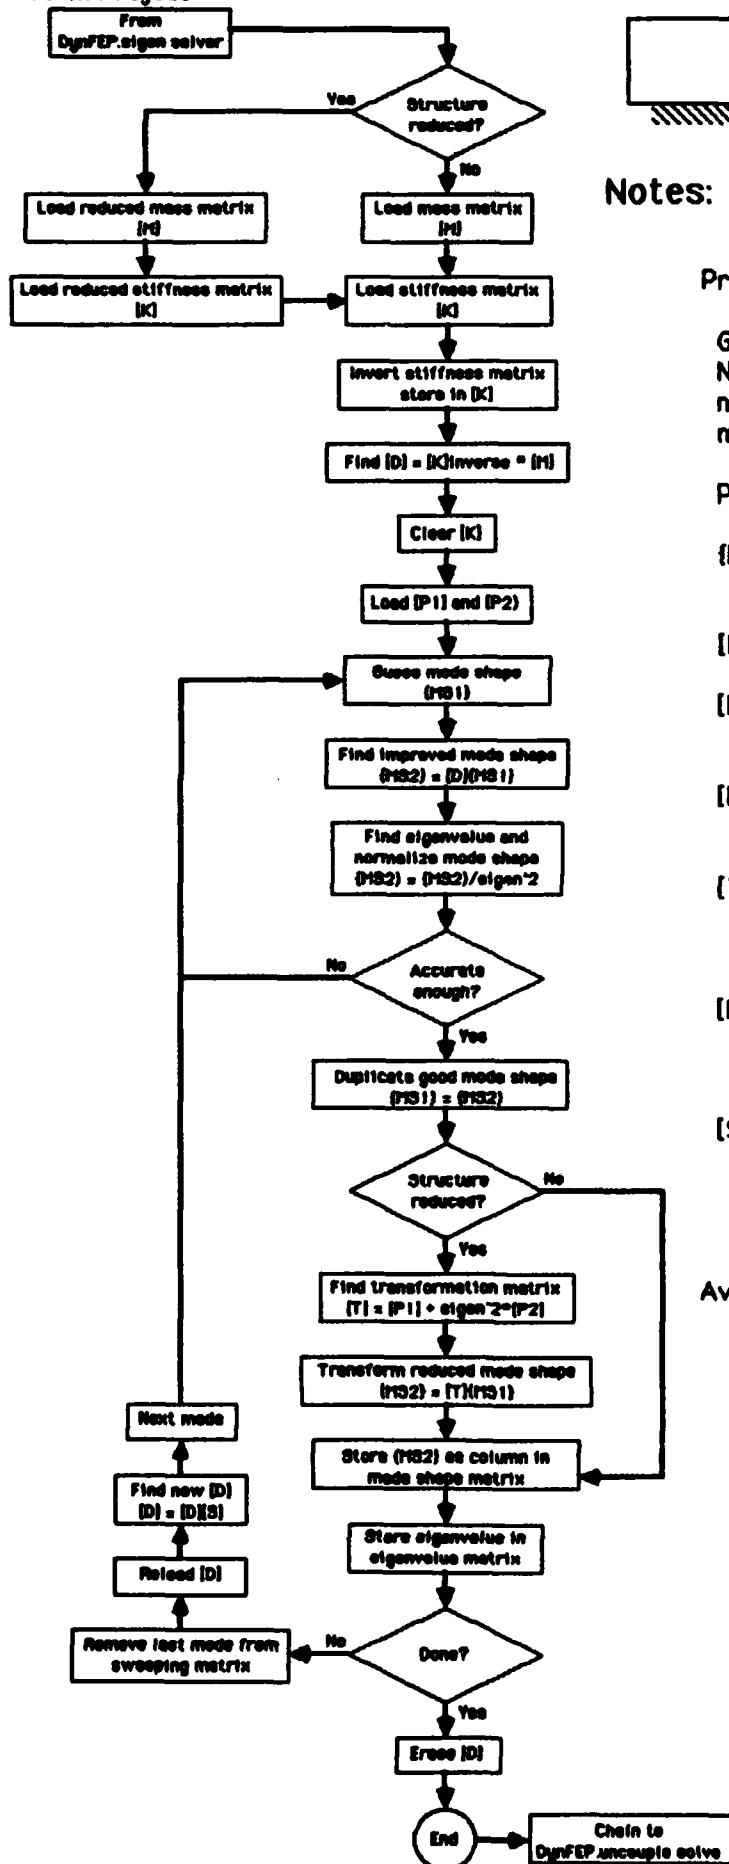 From
DynFEP.eigen solver
Structure
reduced?
Yes
No
Load reduced mass matrix
[M]
Load mass matrix
[M]
Load reduced stiffness matrix
[K]
Load stiffness matrix
[K]
Invert stiffness matrix
store in [K]
Find [D] = [K]inverse * [M]
Clear [K]
Load [P1] and [P2]
Guess mode shape
{MS1}
Find improved mode shape
{MS2} = [D]{MS1}
Find eigenvalue and
normalize mode shape
{MS2} = {MS2}/eigen^2
Accurate
enough?
No
Yes
Duplicate good mode shape
{MS1} = {MS2}
Structure
reduced?
No
Yes
Find transformation matrix
[T] = [P1] + eigen^2*[P2]
Transform reduced mode shape
{MS2} = [T]{MS1}
Store {MS2} as column in
mode shape matrix
Store eigenvalue in
eigenvalue matrix
Done?
No
Yes
Remove last mode from
sweeping matrix
Reload [D]
Find new [D]
[D] = [D][S]
Next mode
Erase [D]
End
Chain to
DynFEP.uncouple solve
Notes:
Pr
G
N
n
m
P
Av